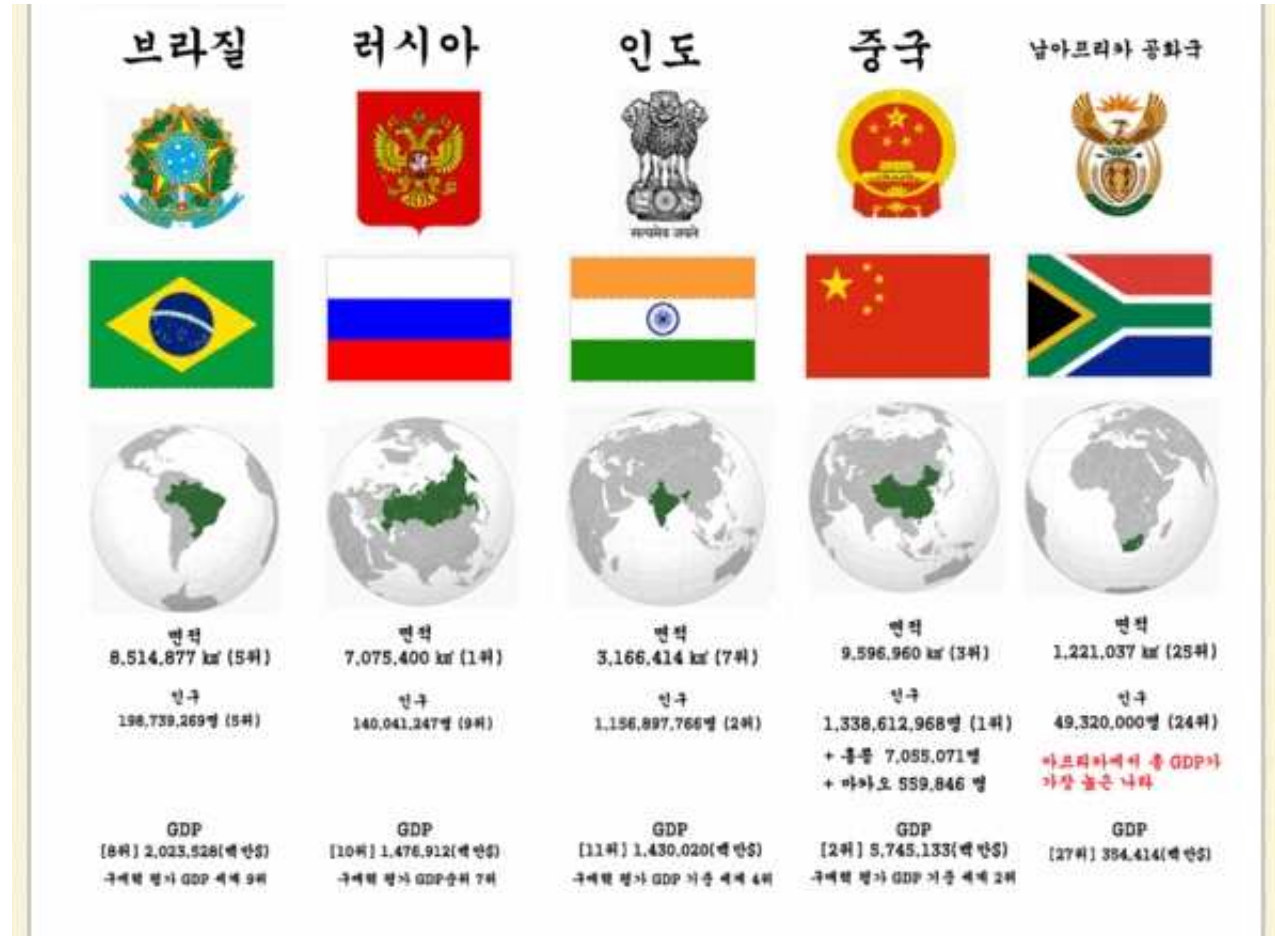 브라질
러시아
인도
중국
남아프리카 공화국
सत्यमेव जयते
면적
8,514,877 ㎢ (5위)
인구
198,739,269명 (5위)
GDP
[8위] 2,023,528(백만$)
구매력 평가 GDP 세계 9위
면적
7,075,400 ㎢ (1위)
인구
140,041,247명 (9위)
GDP
[10위] 1,476,912(백만$)
구매력 평가 GDP순위 7위
면적
3,166,414 ㎢ (7위)
인구
1,156,897,766명 (2위)
GDP
[11위] 1,430,020(백만$)
구매력 평가 GDP 기준 세계 4위
면적
9,596,960 ㎢ (3위)
인구
1,338,612,968명 (1위)
+ 홍콩 7,055,071명
+ 마카오 559,846 명
GDP
[2위] 5,745,133(백만$)
구매력 평가 GDP 기준 세계 2위
면적
1,221,037 ㎢ (25위)
인구
49,320,000명 (24위)
아프리카에서 총 GDP가
가장 높은 나라
GDP
[27위] 354,414(백만$)